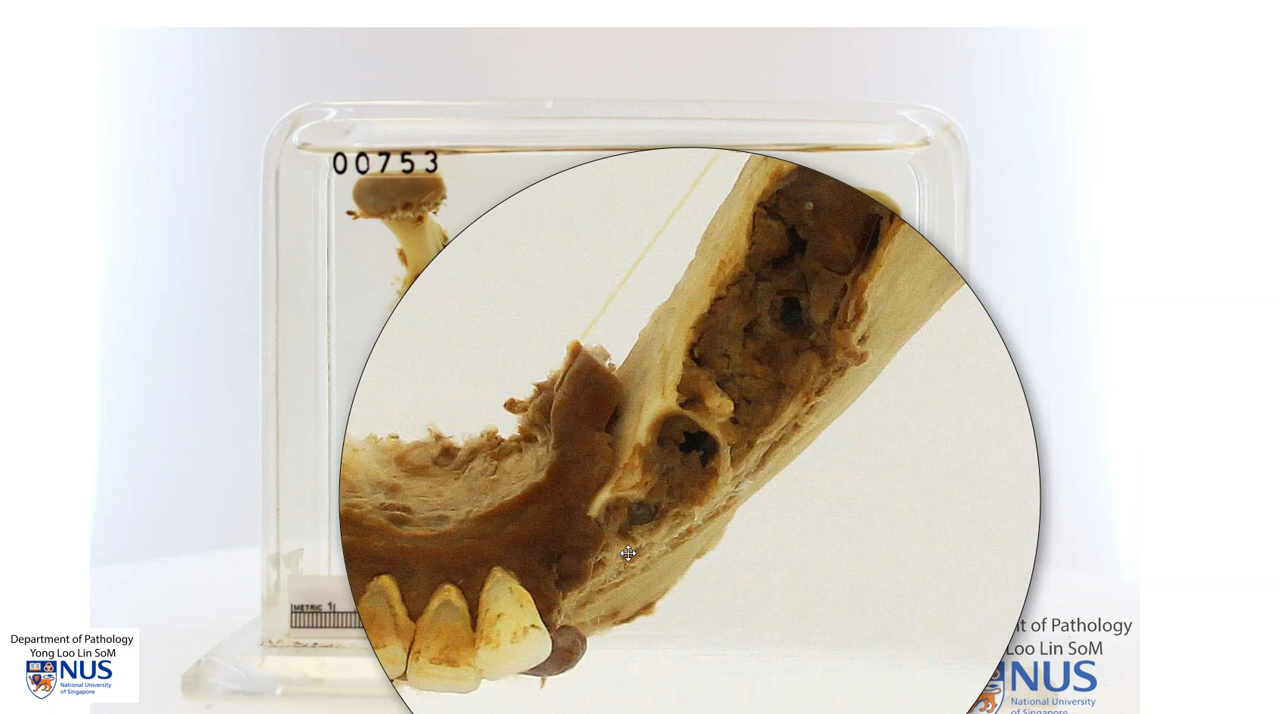 00753
METRIC 1
Department of Pathology
Yong Loo Lin SoM
NUS
National University
of Singapore
t of Pathology
Loo Lin SoM
NUS
National University
of Singapore